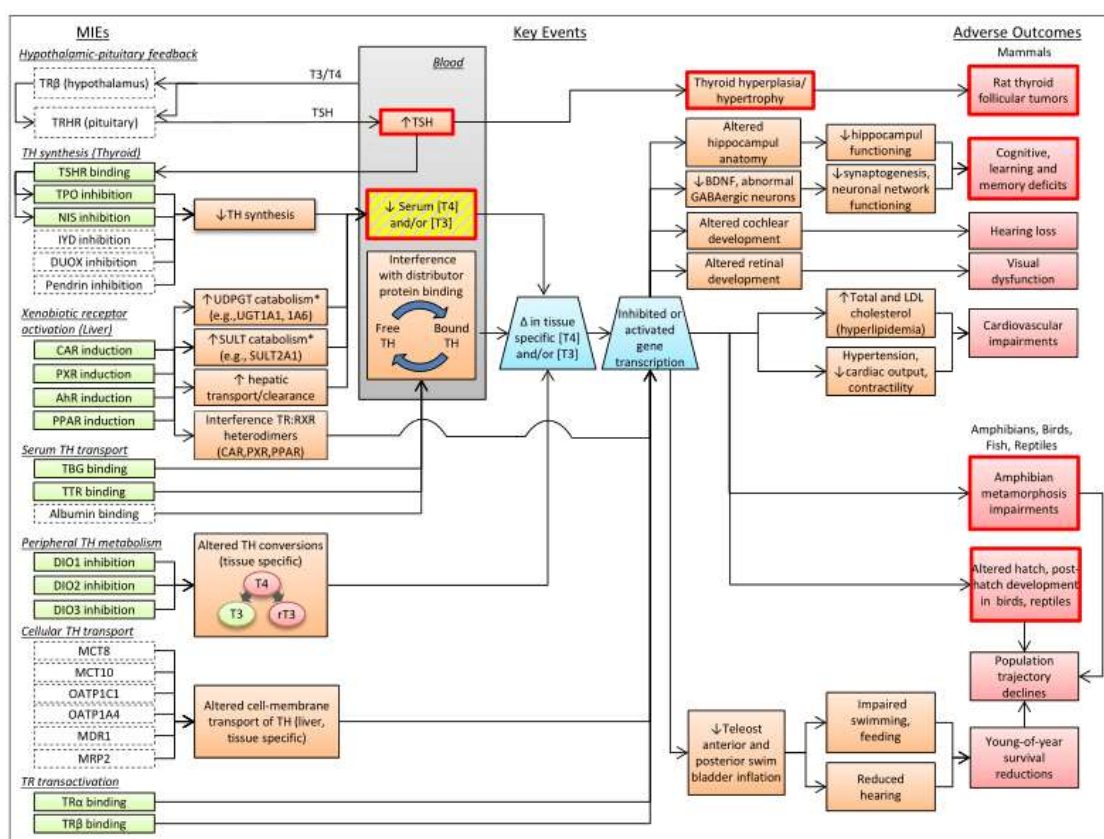 MIEs
Key Events
Adverse Outcomes
Hypothalamic-pituitary feedback
TRβ (hypothalamus)
TRHR (pituitary)
T3/T4
TSH
Blood
↑TSH
TH synthesis (Thyroid)
TSHR binding
TPO inhibition
NIS inhibition
IYD inhibition
DUOX inhibition
Pendrin inhibition
↓TH synthesis
↓ Serum [T4]
and/or [T3]
Interference
with distributor
protein binding
Free
TH
Bound
TH
Xenobiotic receptor
activation (Liver)
CAR induction
PXR induction
AhR induction
PPAR induction
↑UDPGT catabolism*
(e.g.,UGT1A1, 1A6)
↑SULT catabolism*
(e.g., SULT2A1)
↑ hepatic
transport/clearance
Interference TR:RXR
heterodimers
(CAR,PXR,PPAR)
Serum TH transport
TBG binding
TTR binding
Albumin binding
Peripheral TH metabolism
DIO1 inhibition
DIO2 inhibition
DIO3 inhibition
Altered TH conversions
(tissue specific)
T4
T3
rT3
Cellular TH transport
MCT8
MCT10
OATP1C1
OATP1A4
MDR1
MRP2
Altered cell-membrane
transport of TH (liver,
tissue specific)
TR transactivation
TRα binding
TRβ binding
Δ in tissue
specific [T4]
and/or [T3]
Inhibited or
activated
gene
transcription
Thyroid hyperplasia/
hypertrophy
Altered
hippocampul
anatomy
↓hippocampul
functioning
↓BDNF, abnormal
GABAergic neurons
↓synaptogenesis,
neuronal network
functioning
Altered cochlear
development
Altered retinal
development
↑Total and LDL
cholesterol
(hyperlipidemia)
Hypertension,
↓cardiac output,
contractility
↓Teleost
anterior and
posterior swim
bladder inflation
Impaired
swimming,
feeding
Reduced
hearing
Mammals
Rat thyroid
follicular tumors
Cognitive,
learning and
memory deficits
Hearing loss
Visual
dysfunction
Cardiovascular
impairments
Amphibians, Birds,
Fish, Reptiles
Amphibian
metamorphosis
impairments
Altered hatch, post-
hatch development
in birds, reptiles
Population
trajectory
declines
Young-of-year
survival
reductions